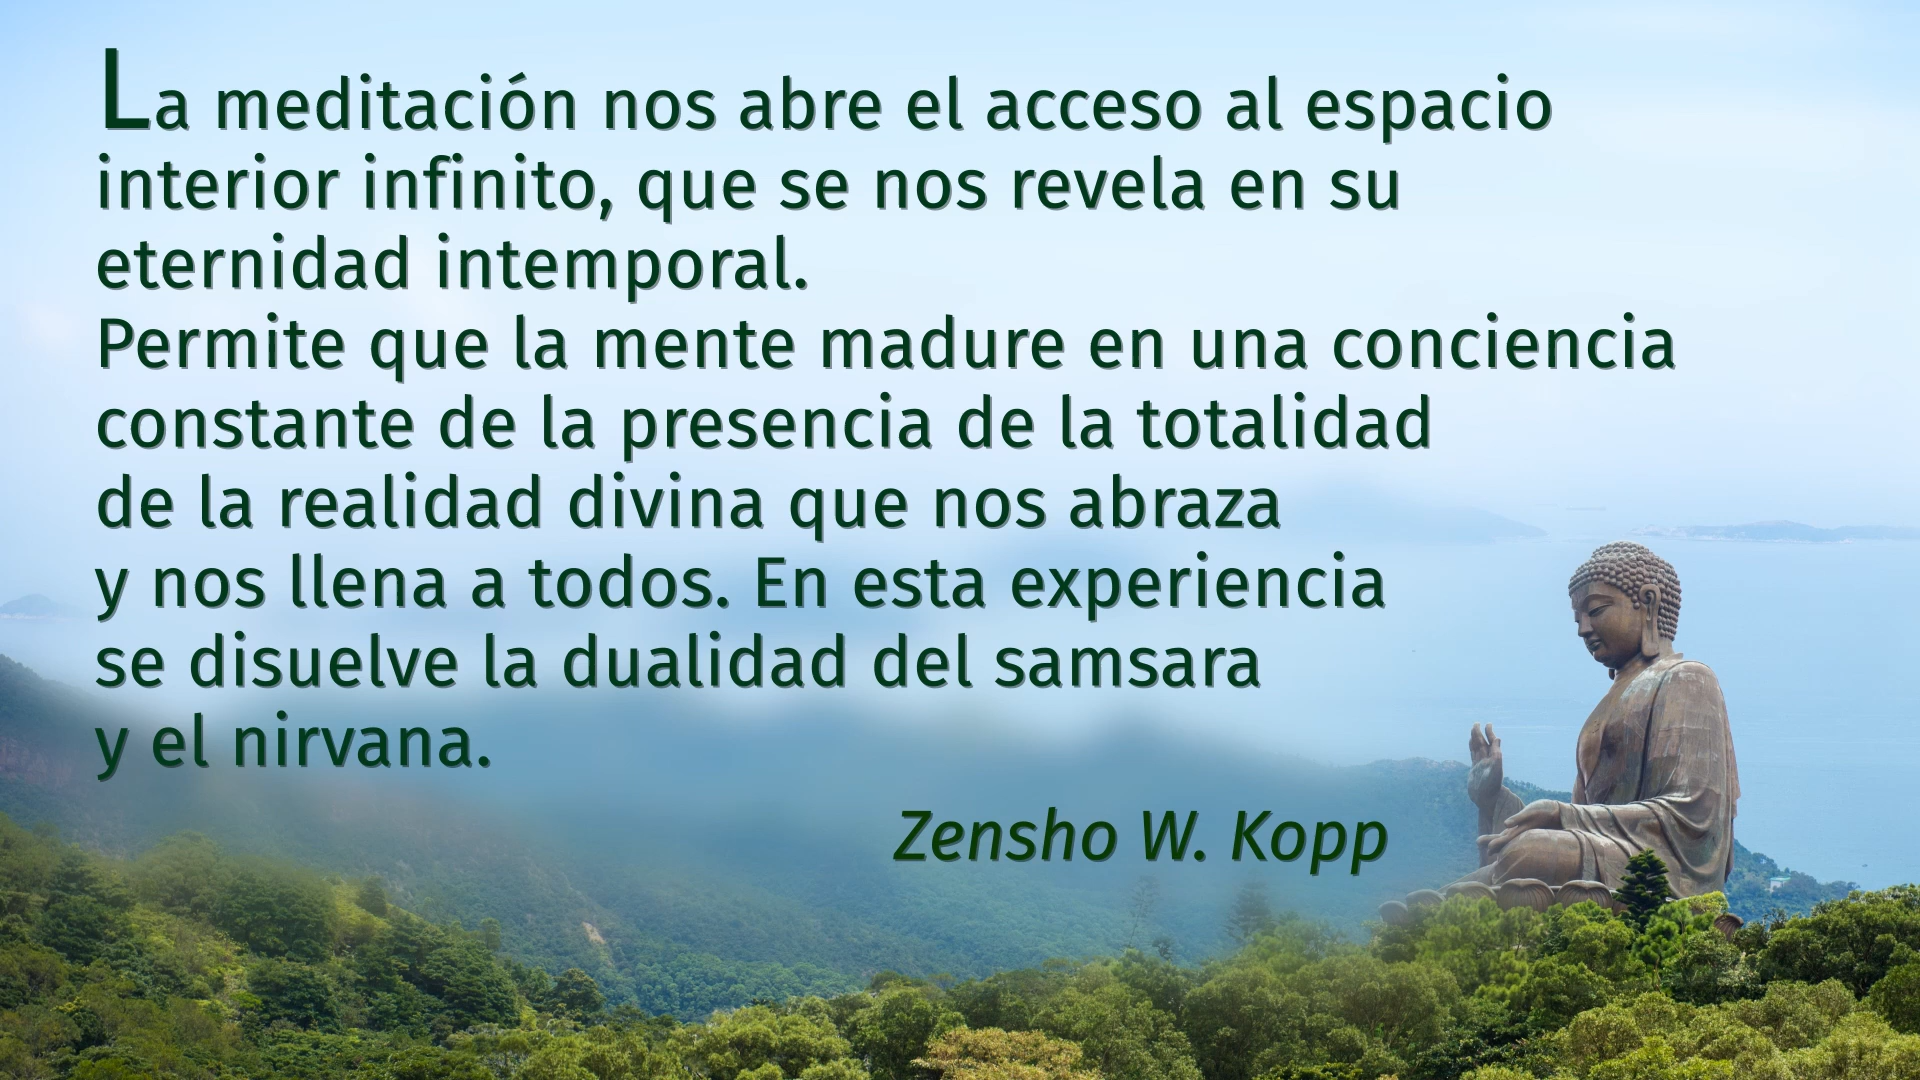 La meditación nos abre el acceso al espacio
interior infinito, que se nos revela en su
eternidad intemporal.
Permite que la mente madure en una conciencia
constante de la presencia de la totalidad
de la realidad divina que nos abraza
y nos llena a todos. En esta experiencia
se disuelve la dualidad del samsara
y el nirvana.
Zensho W. Kopp